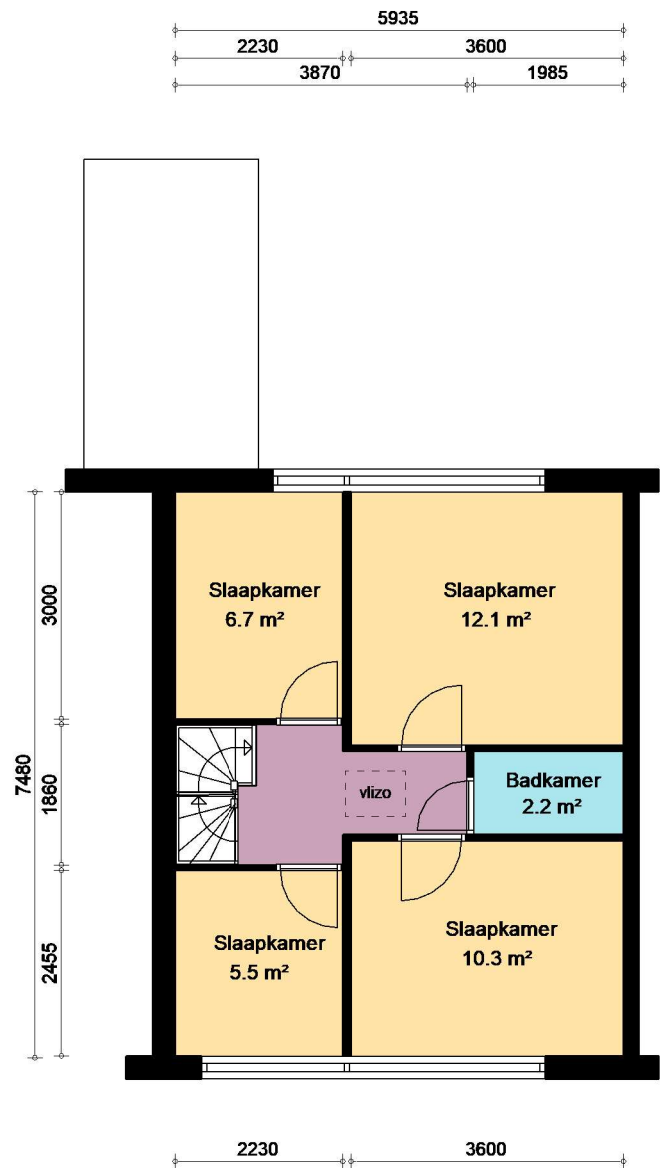 5935
2230 3600
3870 1985
Slaapkamer
6.7 m²
Slaapkamer
12.1 m²
3000
7480
1860
2455
vlizo
Badkamer
2.2 m²
Slaapkamer
5.5 m²
Slaapkamer
10.3 m²
2230 3600